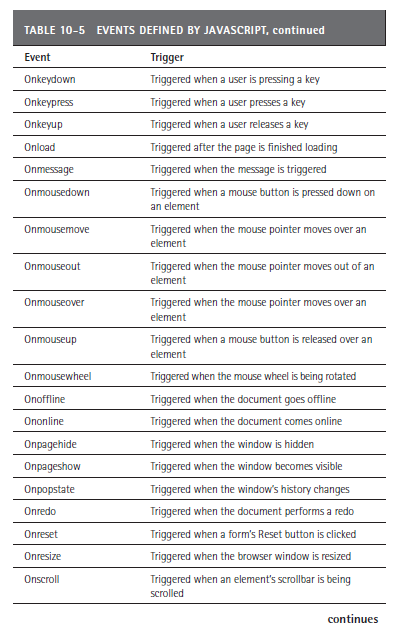 TABLE 10-5 EVENTS DEFINED BY JAVASCRIPT, continued
Event Trigger
Onkeydown Triggered when a user is pressing a key
Onkeypress Triggered when a user presses a key
Onkeyup Triggered when a user releases a key
Onload Triggered after the page is finished loading
Onmessage Triggered when the message is triggered
Onmousedown Triggered when a mouse button is pressed down on
an element
Onmousemove Triggered when the mouse pointer moves over an
element
Onmouseout Triggered when the mouse pointer moves out of an
element
Onmouseover Triggered when the mouse pointer moves over an
element
Onmouseup Triggered when a mouse button is released over an
element
Onmousewheel Triggered when the mouse wheel is being rotated
Onoffline Triggered when the document goes offline
Ononline Triggered when the document comes online
Onpagehide Triggered when the window is hidden
Onpageshow Triggered when the window becomes visible
Onpopstate Triggered when the window's history changes
Onredo Triggered when the document performs a redo
Onreset Triggered when a form's Reset button is clicked
Onresize Triggered when the browser window is resized
Onscroll Triggered when an element's scrollbar is being
scrolled
continues